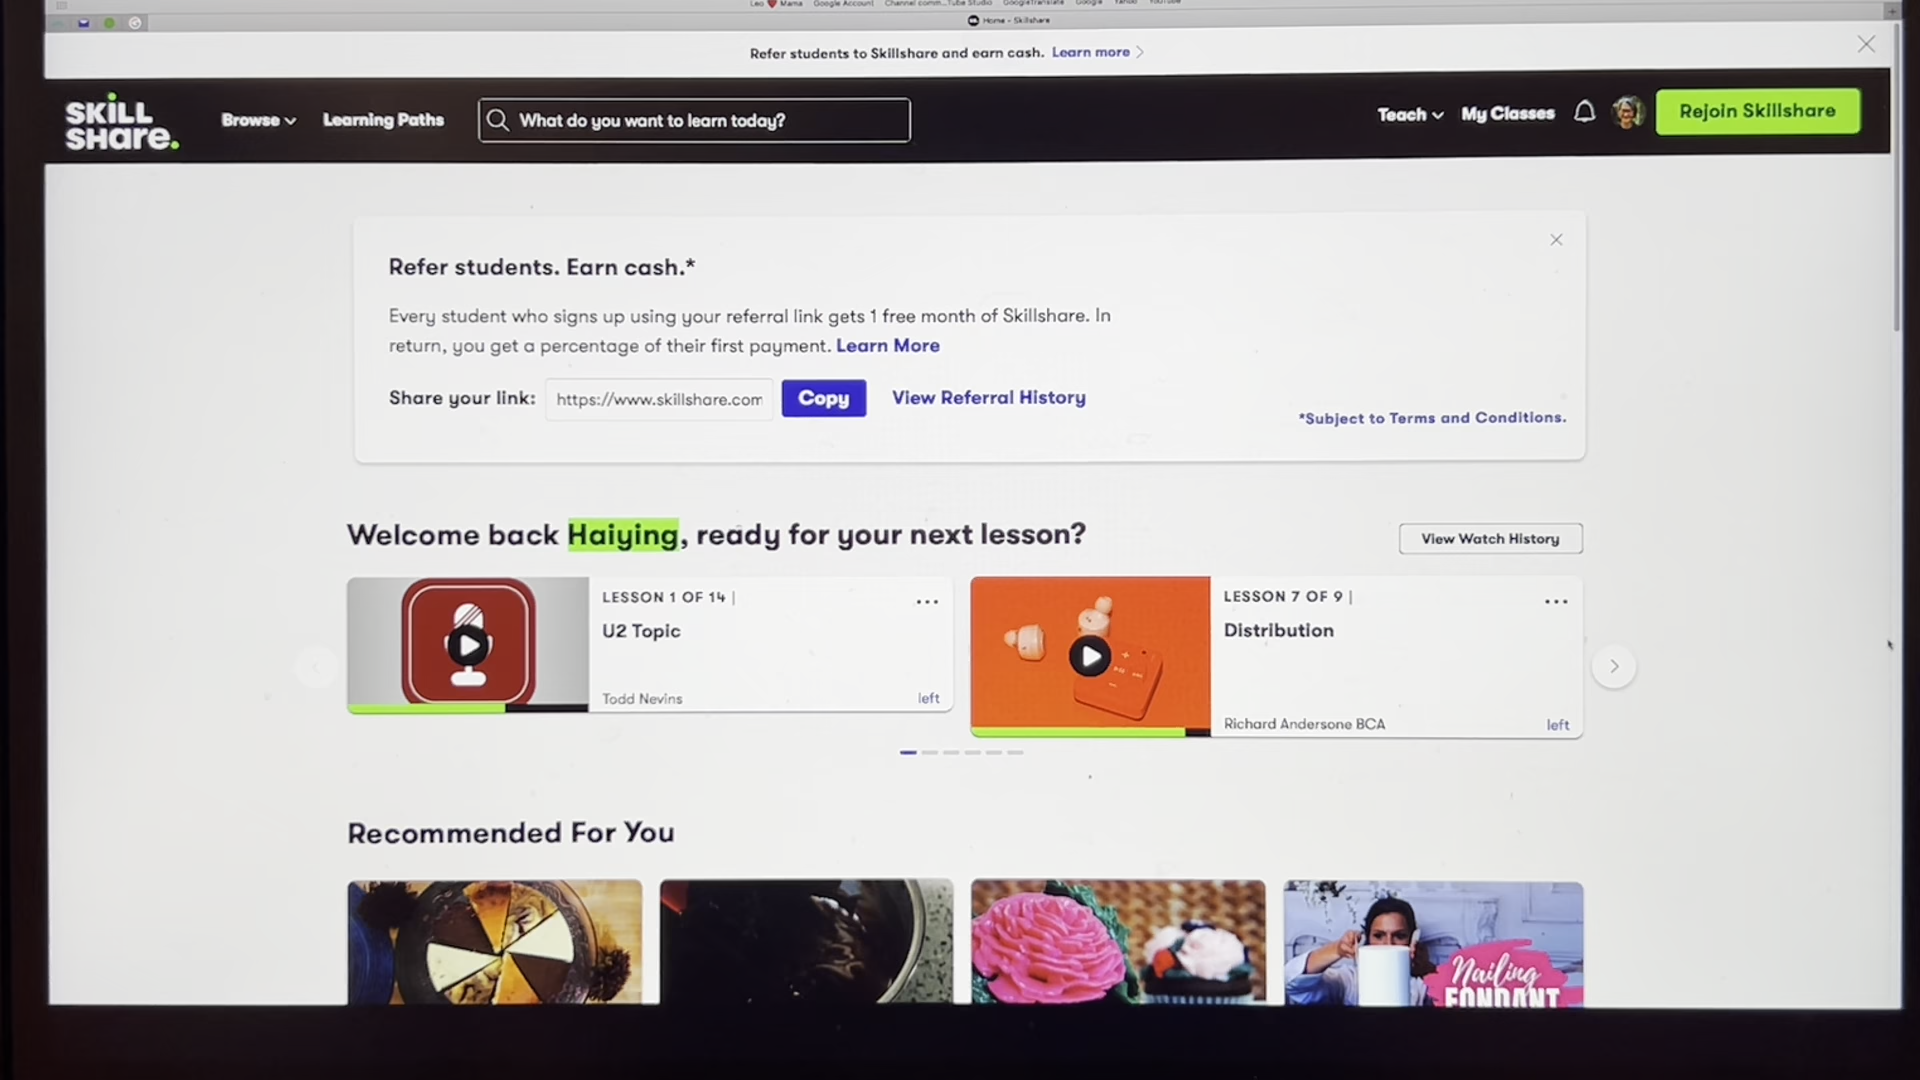 Leo ❤ Mama Google Account Channel comm...Tube Studio GoogleTranslate Google Yahoo YouTube
Home - Skillshare
Refer students to Skillshare and earn cash. Learn more
SKILL
SHARE.
Browse
Learning Paths
What do you want to learn today?
Teach
My Classes
Rejoin Skillshare
Refer students. Earn cash.*
Every student who signs up using your referral link gets 1 free month of Skillshare. In
return, you get a percentage of their first payment. Learn More
Share your link: https://www.skillshare.com Copy View Referral History
*Subject to Terms and Conditions.
Welcome back Haiying, ready for your next lesson?
View Watch History
LESSON 1 OF 14 |
U2 Topic
Todd Nevins
left
LESSON 7 OF 9 |
Distribution
Richard Andersone BCA
left
Recommended For You
Nailing
FONDANT